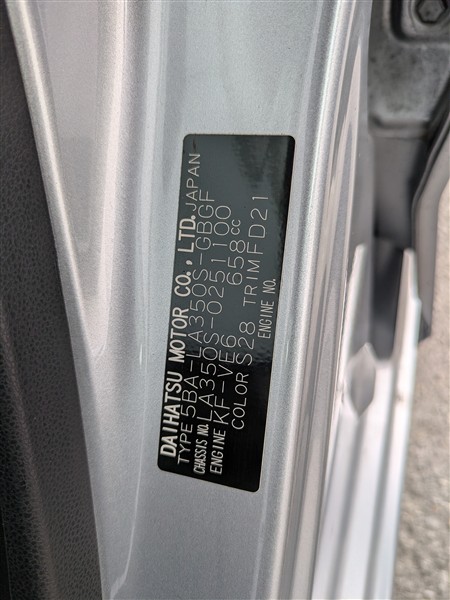 DAIHATSU MOTOR CO., LTD. JAPAN
TYPE 5BA-LA350S-GBGF
CHASSIS NO. LA350S-0251100
ENGINE KF-VE6 658cc
COLOR S28 TRIM FD21
ENGINE NO.